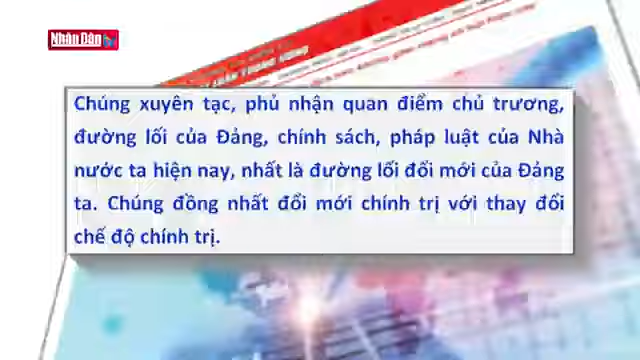 Nhân Dân
Chúng xuyên tạc, phủ nhận quan điểm chủ trương,
đường lối của Đảng, chính sách, pháp luật của Nhà
nước ta hiện nay, nhất là đường lối đổi mới của Đảng
ta. Chúng đồng nhất đổi mới chính trị với thay đổi
chế độ chính trị.